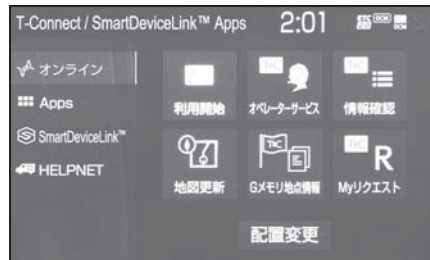 T-Connect / SmartDeviceLink™ Apps 2:01
オンライン
Apps
SmartDeviceLink™
HELPNET
利用開始
オペレーターサービス
情報確認
地図更新
Gメモリ地点情報
Myリクエスト
配置変更